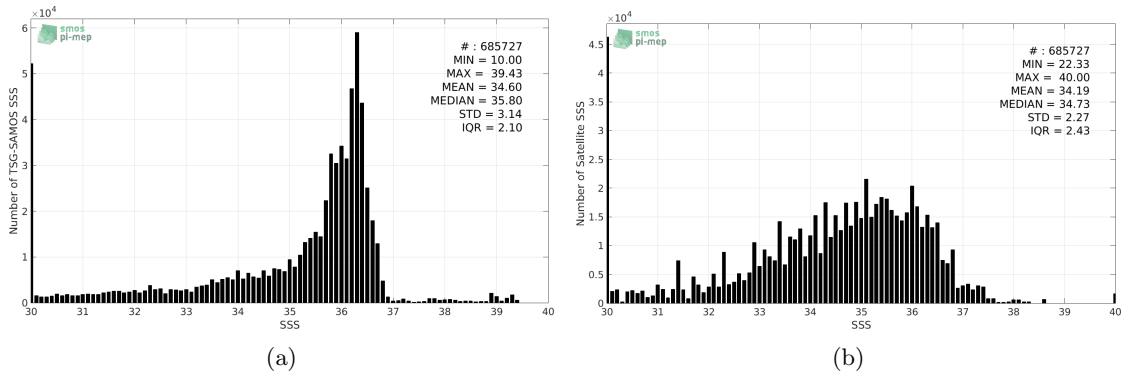 ×10⁴
smos
pi-mep
# : 685727
MIN = 10.00
MAX = 39.43
MEAN = 34.60
MEDIAN = 35.80
STD = 3.14
IQR = 2.10
Number of TSG-SAMOS SSS
6
5
4
3
2
1
0
30 31 32 33 34 35 36 37 38 39 40
SSS
(a)
×10⁴
smos
pi-mep
# : 685727
MIN = 22.33
MAX = 40.00
MEAN = 34.19
MEDIAN = 34.73
STD = 2.27
IQR = 2.43
Number of Satellite SSS
4.5
4
3.5
3
2.5
2
1.5
1
0.5
0
30 31 32 33 34 35 36 37 38 39 40
SSS
(b)